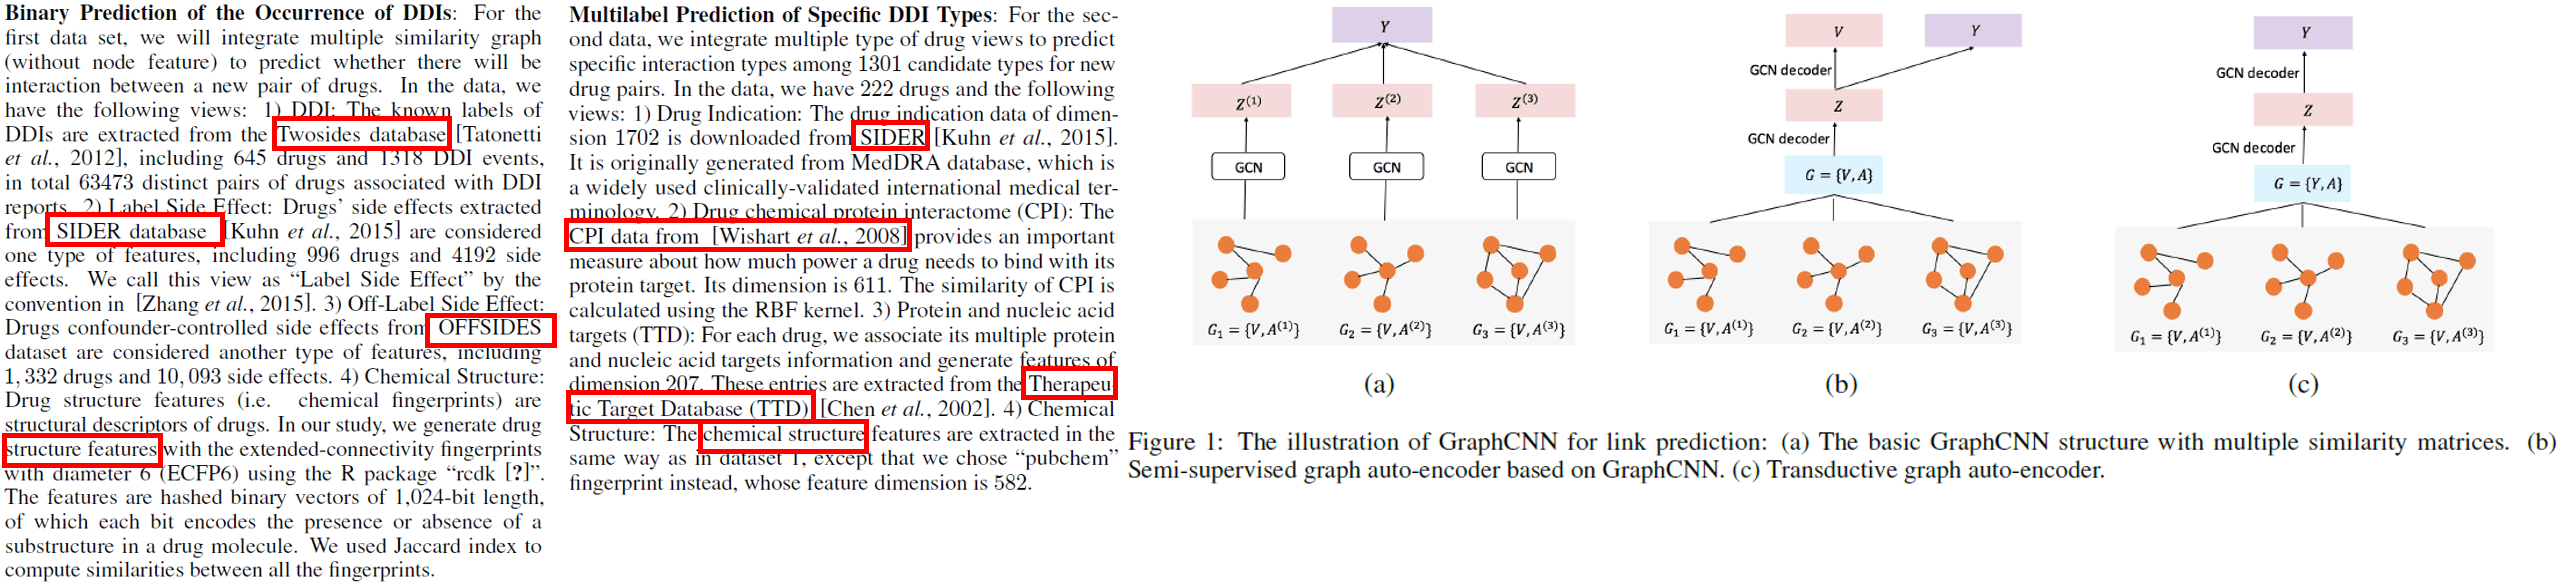 Binary Prediction of the Occurrence of DDIs: For the
first data set, we will integrate multiple similarity graph
(without node feature) to predict whether there will be
interaction between a new pair of drugs. In the data, we
have the following views: 1) DDI: The known labels of
DDIs are extracted from the Twosides database [Tatonetti
et al., 2012], including 645 drugs and 1318 DDI events,
in total 63473 distinct pairs of drugs associated with DDI
reports. 2) Label Side Effect: Drugs' side effects extracted
from SIDER database [Kuhn et al., 2015] are considered
one type of features, including 996 drugs and 4192 side
effects. We call this view as “Label Side Effect” by the
convention in [Zhang et al., 2015]. 3) Off-Label Side Effect:
Drugs confounder-controlled side effects from OFFSIDES
dataset are considered another type of features, including
1,332 drugs and 10,093 side effects. 4) Chemical Structure:
Drug structure features (i.e. chemical fingerprints) are
structural descriptors of drugs. In our study, we generate drug
structure features with the extended-connectivity fingerprints
with diameter 6 (ECFP6) using the R package “rcdk [?]”.
The features are hashed binary vectors of 1,024-bit length,
of which each bit encodes the presence or absence of a
substructure in a drug molecule. We used Jaccard index to
compute similarities between all the fingerprints.
Multilabel Prediction of Specific DDI Types: For the sec-
ond data, we integrate multiple type of drug views to predict
specific interaction types among 1301 candidate types for new
drug pairs. In the data, we have 222 drugs and the following
views: 1) Drug Indication: The drug indication data of dimen-
sion 1702 is downloaded from SIDER [Kuhn et al., 2015].
It is originally generated from MedDRA database, which is
a widely used clinically-validated international medical ter-
minology. 2) Drug chemical protein interactome (CPI): The
CPI data from [Wishart et al., 2008] provides an important
measure about how much power a drug needs to bind with its
protein target. Its dimension is 611. The similarity of CPI is
calculated using the RBF kernel. 3) Protein and nucleic acid
targets (TTD): For each drug, we associate its multiple protein
and nucleic acid targets information and generate features of
dimension 207. These entries are extracted from the Therapeu-
tic Target Database (TTD) [Chen et al., 2002]. 4) Chemical
Structure: The chemical structure features are extracted in the
same way as in dataset 1, except that we chose “pubchem”
fingerprint instead, whose feature dimension is 582.
Y
Z⁽¹⁾ Z⁽²⁾ Z⁽³⁾
GCN GCN GCN
G₁ = {V, A⁽¹⁾} G₂ = {V, A⁽²⁾} G₃ = {V, A⁽³⁾}
(a)
V Y
GCN decoder
Z
GCN decoder
G = {V, A}
G₁ = {V, A⁽¹⁾} G₂ = {V, A⁽²⁾} G₃ = {V, A⁽³⁾}
(b)
Y
GCN decoder
Z
GCN decoder
G = {Y, A}
G₁ = {V, A⁽¹⁾} G₂ = {V, A⁽²⁾} G₃ = {V, A⁽³⁾}
(c)
Figure 1: The illustration of GraphCNN for link prediction: (a) The basic GraphCNN structure with multiple similarity matrices. (b)
Semi-supervised graph auto-encoder based on GraphCNN. (c) Transductive graph auto-encoder.